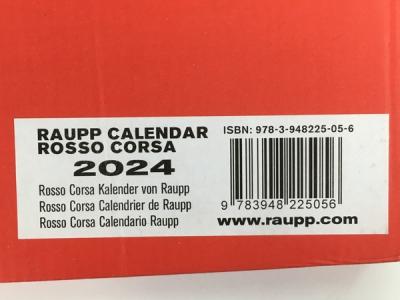 RAUPP CALENDAR
ROSSO CORSA
2024
Rosso Corsa Kalender von Raupp
Rosso Corsa Calendrier de Raupp
Rosso Corsa Calendario Raupp
ISBN: 978-3-948225-05-6
9 783948 225056
www.raupp.com